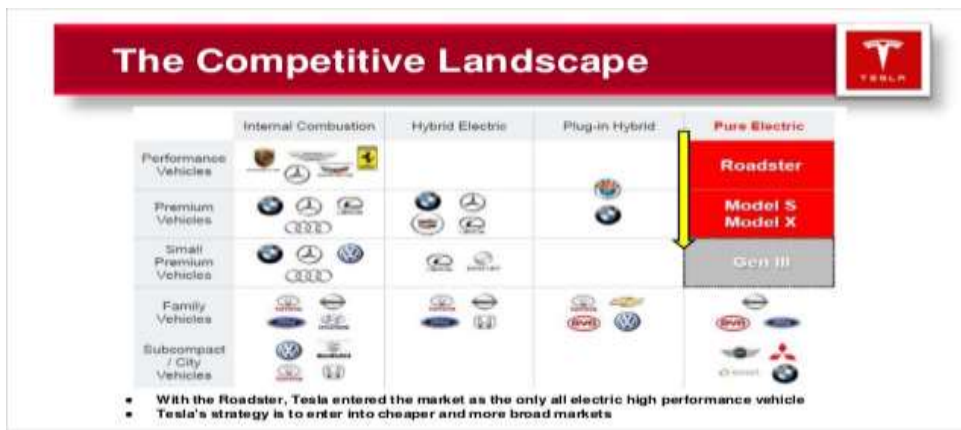 The Competitive Landscape
TESLA
Internal Combustion Hybrid Electric Plug-in Hybrid Pure Electric
Performance
Vehicles
Roadster
Premium
Vehicles
Model S
Model X
Small
Premium
Vehicles
Gen III
Family
Vehicles
Subcompact
/ City
Vehicles
• With the Roadster, Tesla entered the market as the only all electric high performance vehicle
• Tesla's strategy is to enter into cheaper and more broad markets